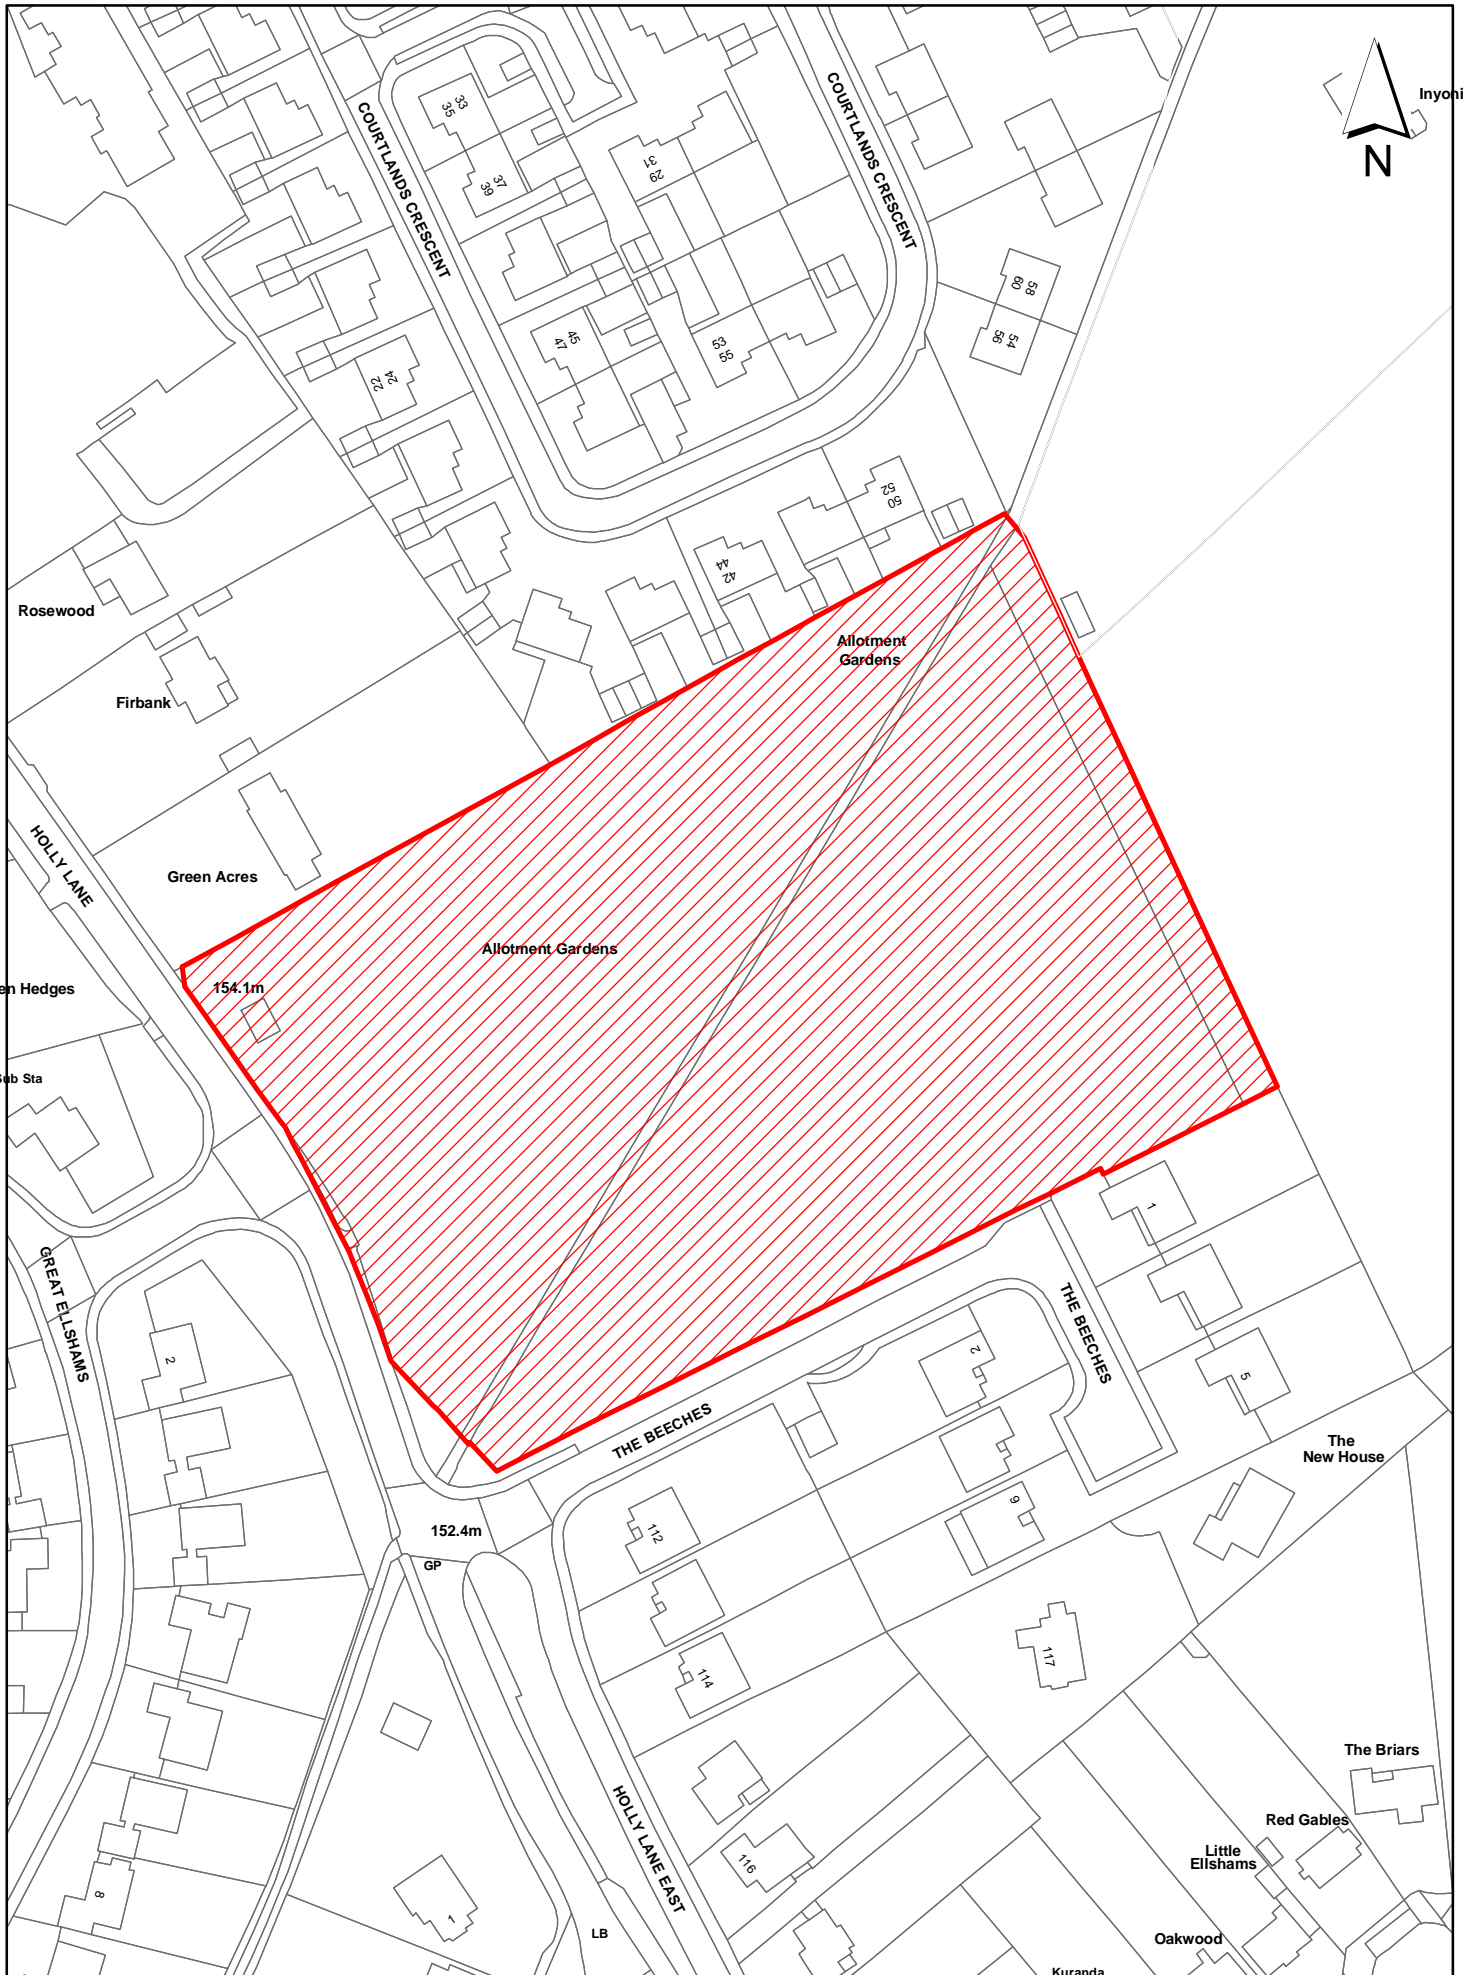 Inyoni
N
COURTLANDS CRESCENT
COURTLANDS CRESCENT
33
35
37
39
31
29
58
60
54
56
45
47
53
55
24
22
50
52
42
44
Rosewood
Firbank
Allotment
Gardens
HOLLY LANE
Green Acres
Allotment Gardens
154.1m
en Hedges
Sub Sta
GREAT ELLSHAMS
2
1
THE BEECHES
2
5
THE BEECHES
The
New House
9
152.4m
GP
112
114
117
The Briars
Red Gables
Little
Ellshams
HOLLY LANE EAST
116
8
1
LB
Oakwood
Kuranda